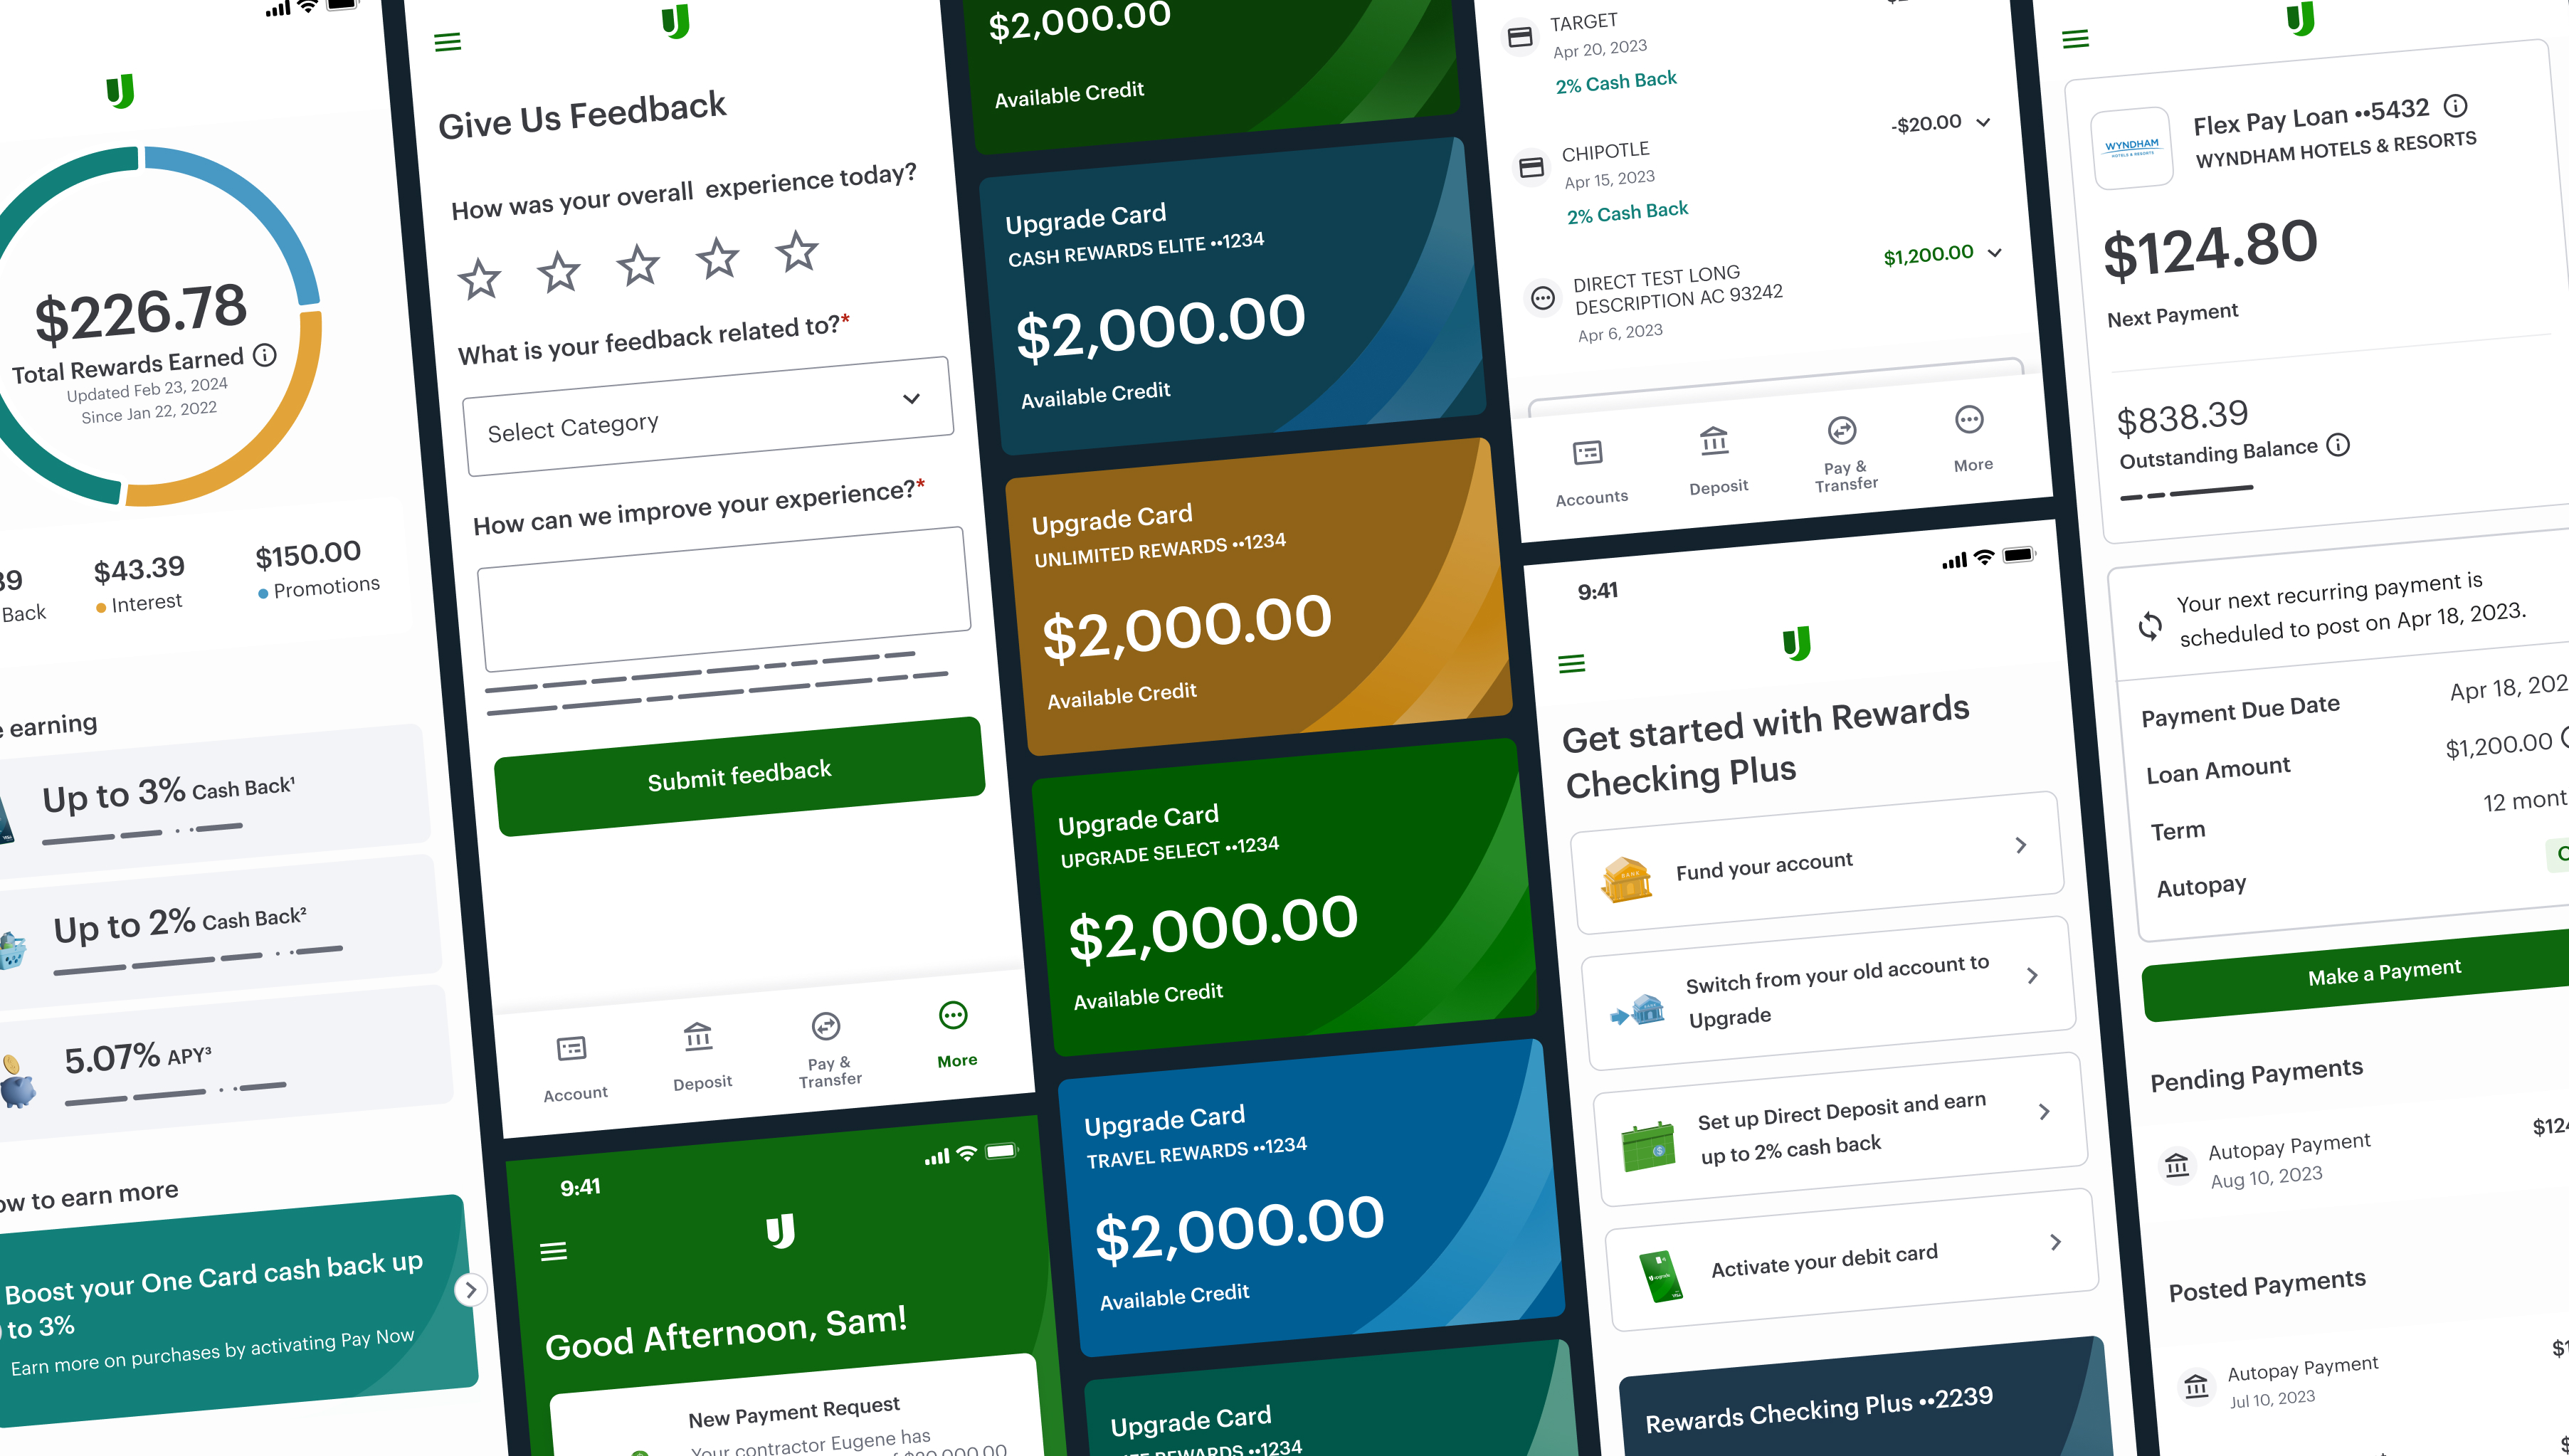 $226.78
Total Rewards Earned
Updated Feb 23, 2024
Since Jan 22, 2022
39
Back
$43.39
Interest
$150.00
Promotions
earning
Up to 3% Cash Back¹
Up to 2% Cash Back²
5.07% APY³
to earn more
Boost your One Card cash back up
to 3%
Earn more on purchases by activating Pay Now
Give Us Feedback
How was your overall experience today?
What is your feedback related to?*
Select Category
How can we improve your experience?*
Submit feedback
Account
Deposit
Pay &
Transfer
More
9:41
Good Afternoon, Sam!
New Payment Request
Your contractor Eugene has
$2,000.00
Available Credit
Upgrade Card
CASH REWARDS ELITE ••1234
$2,000.00
Available Credit
Upgrade Card
UNLIMITED REWARDS ••1234
$2,000.00
Available Credit
Upgrade Card
UPGRADE SELECT ••1234
$2,000.00
Available Credit
Upgrade Card
TRAVEL REWARDS ••1234
$2,000.00
Available Credit
Upgrade Card
REWARDS ••1234
TARGET
Apr 20, 2023
2% Cash Back
CHIPOTLE
-$20.00
Apr 15, 2023
2% Cash Back
DIRECT TEST LONG
DESCRIPTION AC 93242
$1,200.00
Apr 6, 2023
Accounts
Deposit
Pay &
Transfer
More
9:41
Get started with Rewards
Checking Plus
BANK
Fund your account
Switch from your old account to
Upgrade
Set up Direct Deposit and earn
up to 2% cash back
upgrade
Activate your debit card
Rewards Checking Plus ••2239
WYNDHAM
HOTELS & RESORTS
Flex Pay Loan ••5432
WYNDHAM HOTELS & RESORTS
$124.80
Next Payment
$838.39
Outstanding Balance
Your next recurring payment is
scheduled to post on Apr 18, 2023.
Payment Due Date
Apr 18, 202
Loan Amount
$1,200.00
Term
12 mont
Autopay
Make a Payment
Pending Payments
Autopay Payment
$124
Aug 10, 2023
Posted Payments
Autopay Payment
$1
Jul 10, 2023